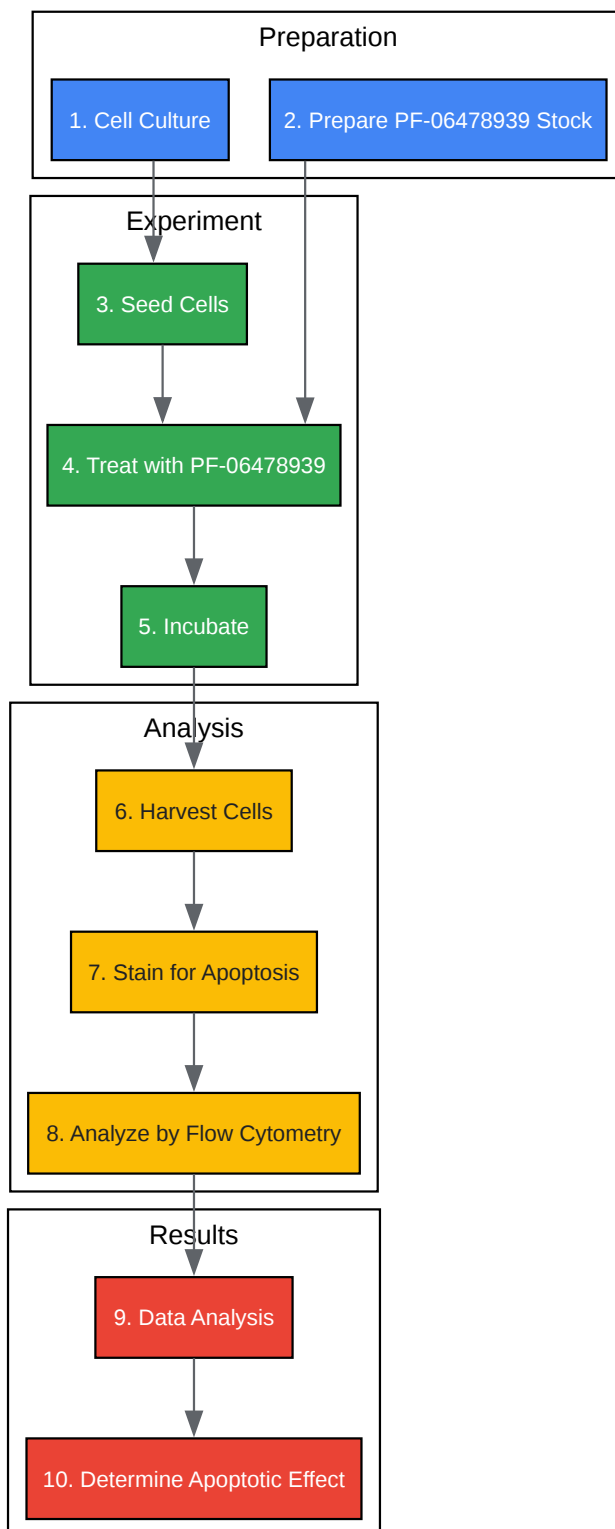 Preparation
1. Cell Culture
2. Prepare PF-06478939 Stock
Experiment
3. Seed Cells
4. Treat with PF-06478939
5. Incubate
Analysis
6. Harvest Cells
7. Stain for Apoptosis
8. Analyze by Flow Cytometry
Results
9. Data Analysis
10. Determine Apoptotic Effect